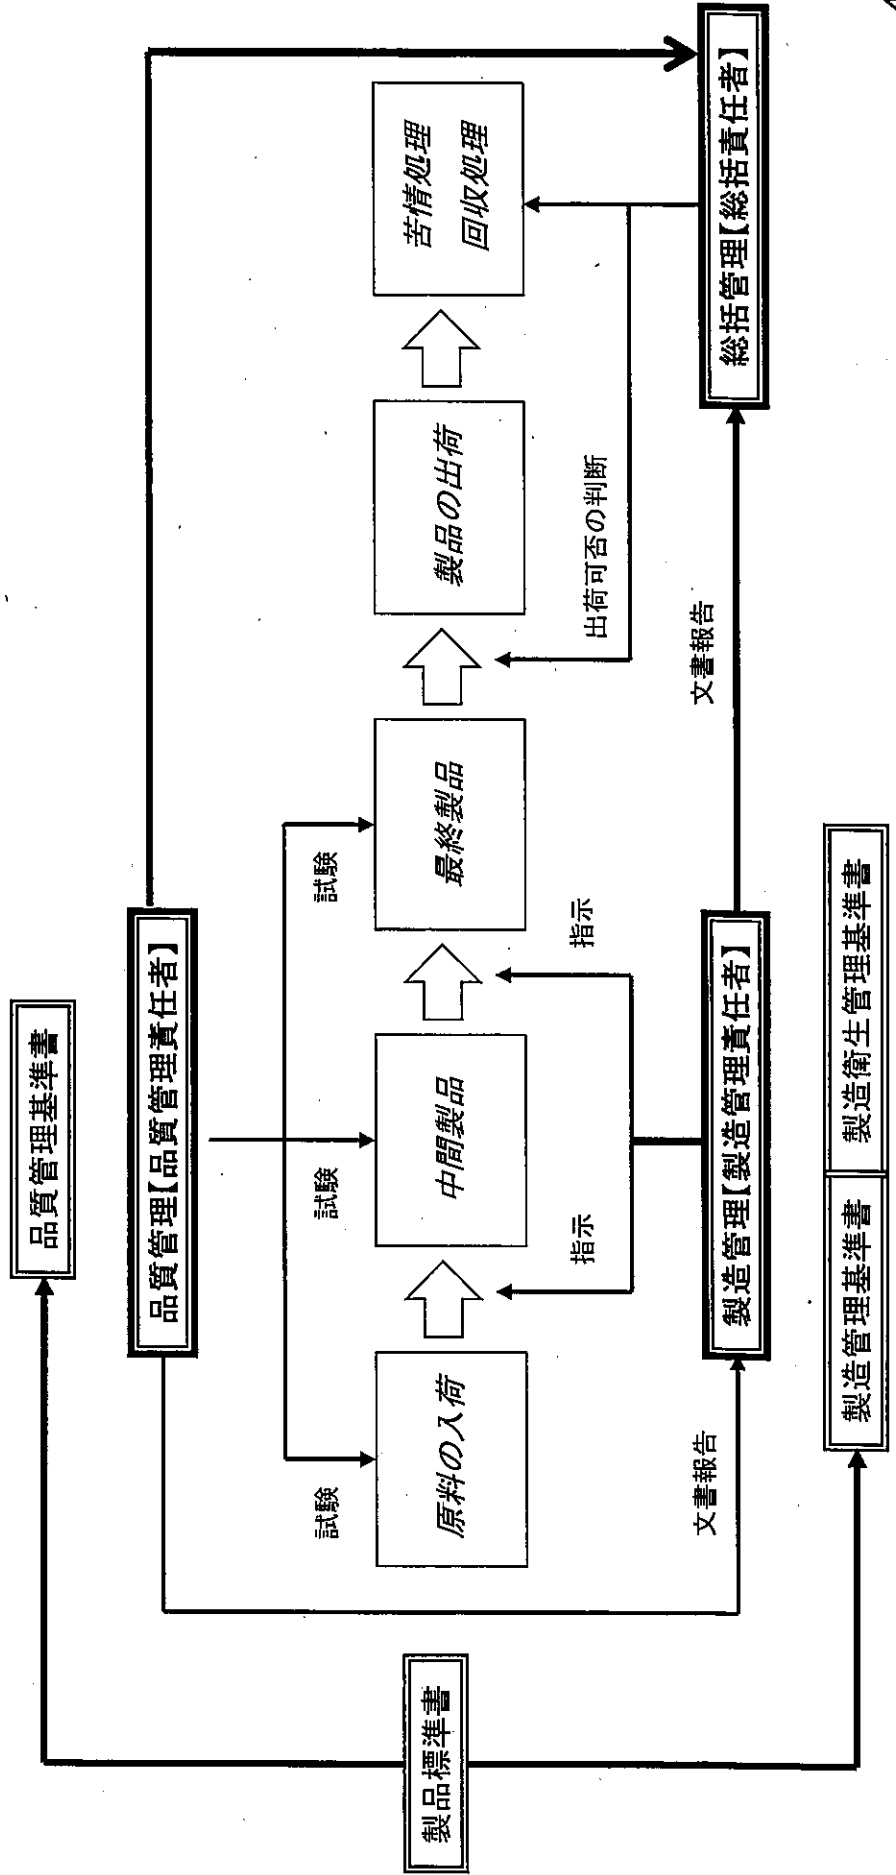 品質管理基準書
品質管理【品質管理責任者】
試験
試験
試験
原料の入荷
中間製品
最終製品
製品の出荷
苦情処理
回収処理
製品標準書
指示
指示
出荷可否の判断
文書報告
文書報告
製造管理【製造管理責任者】
総括管理【総括責任者】
製造管理基準書
製造衛生管理基準書